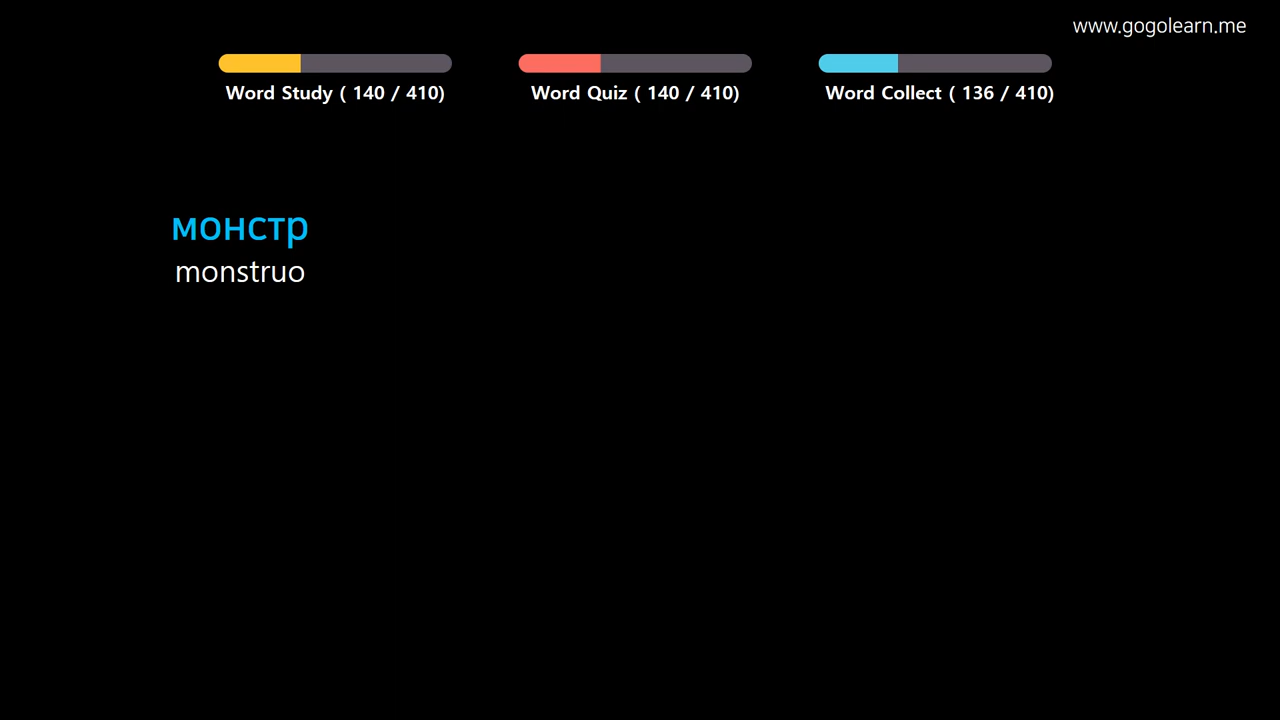 www.gogolearn.me
Word Study ( 140 / 410)
Word Quiz ( 140 / 410)
Word Collect ( 136 / 410)
монстр
monstruo